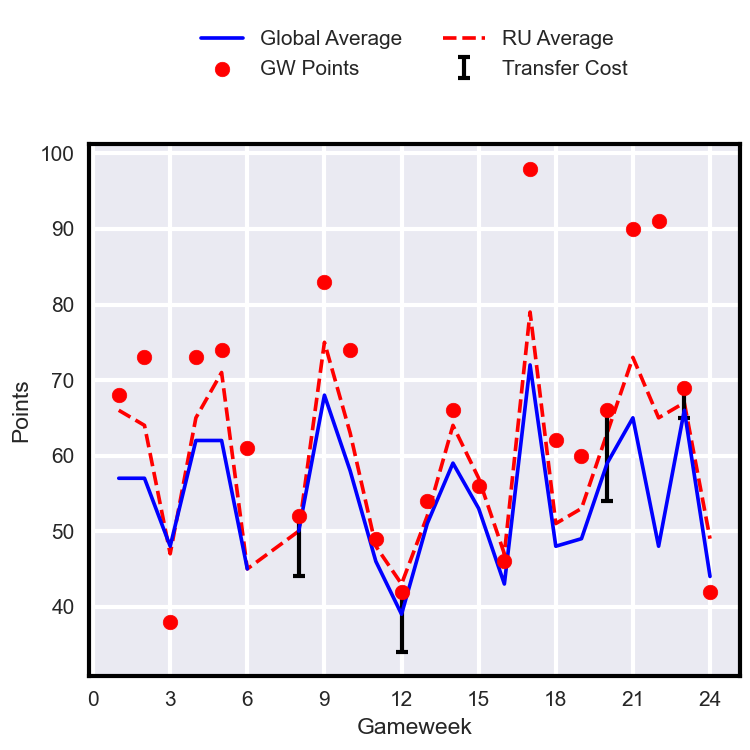 Global Average
RU Average
GW Points
Transfer Cost
100
90
80
70
60
50
40
Points
0 3 6 9 12 15 18 21 24
Gameweek